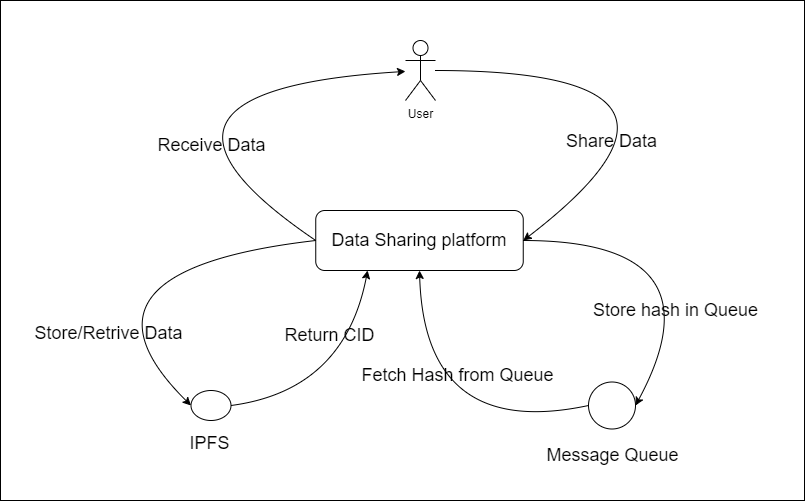 User
Receive Data
Share Data
Data Sharing platform
Store hash in Queue
Store/Retrive Data
Return CID
Fetch Hash from Queue
IPFS
Message Queue